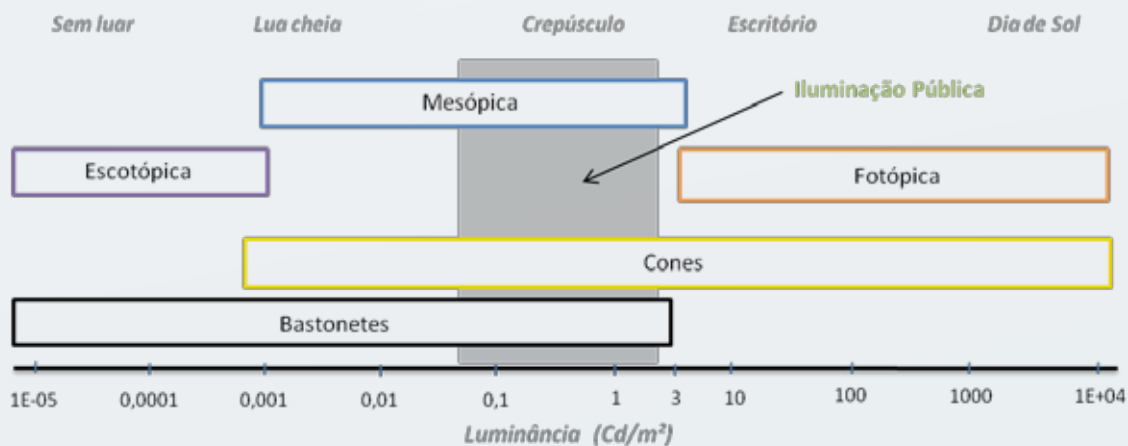 Sem luar Lua cheia Crepúsculo Escritório Dia de Sol
Mesópica
Iluminação Pública
Escotópica
Fotópica
Cones
Bastonetes
1E-05 0,0001 0,001 0,01 0,1 1 3 10 100 1000 1E+04
Luminância (Cd/m²)